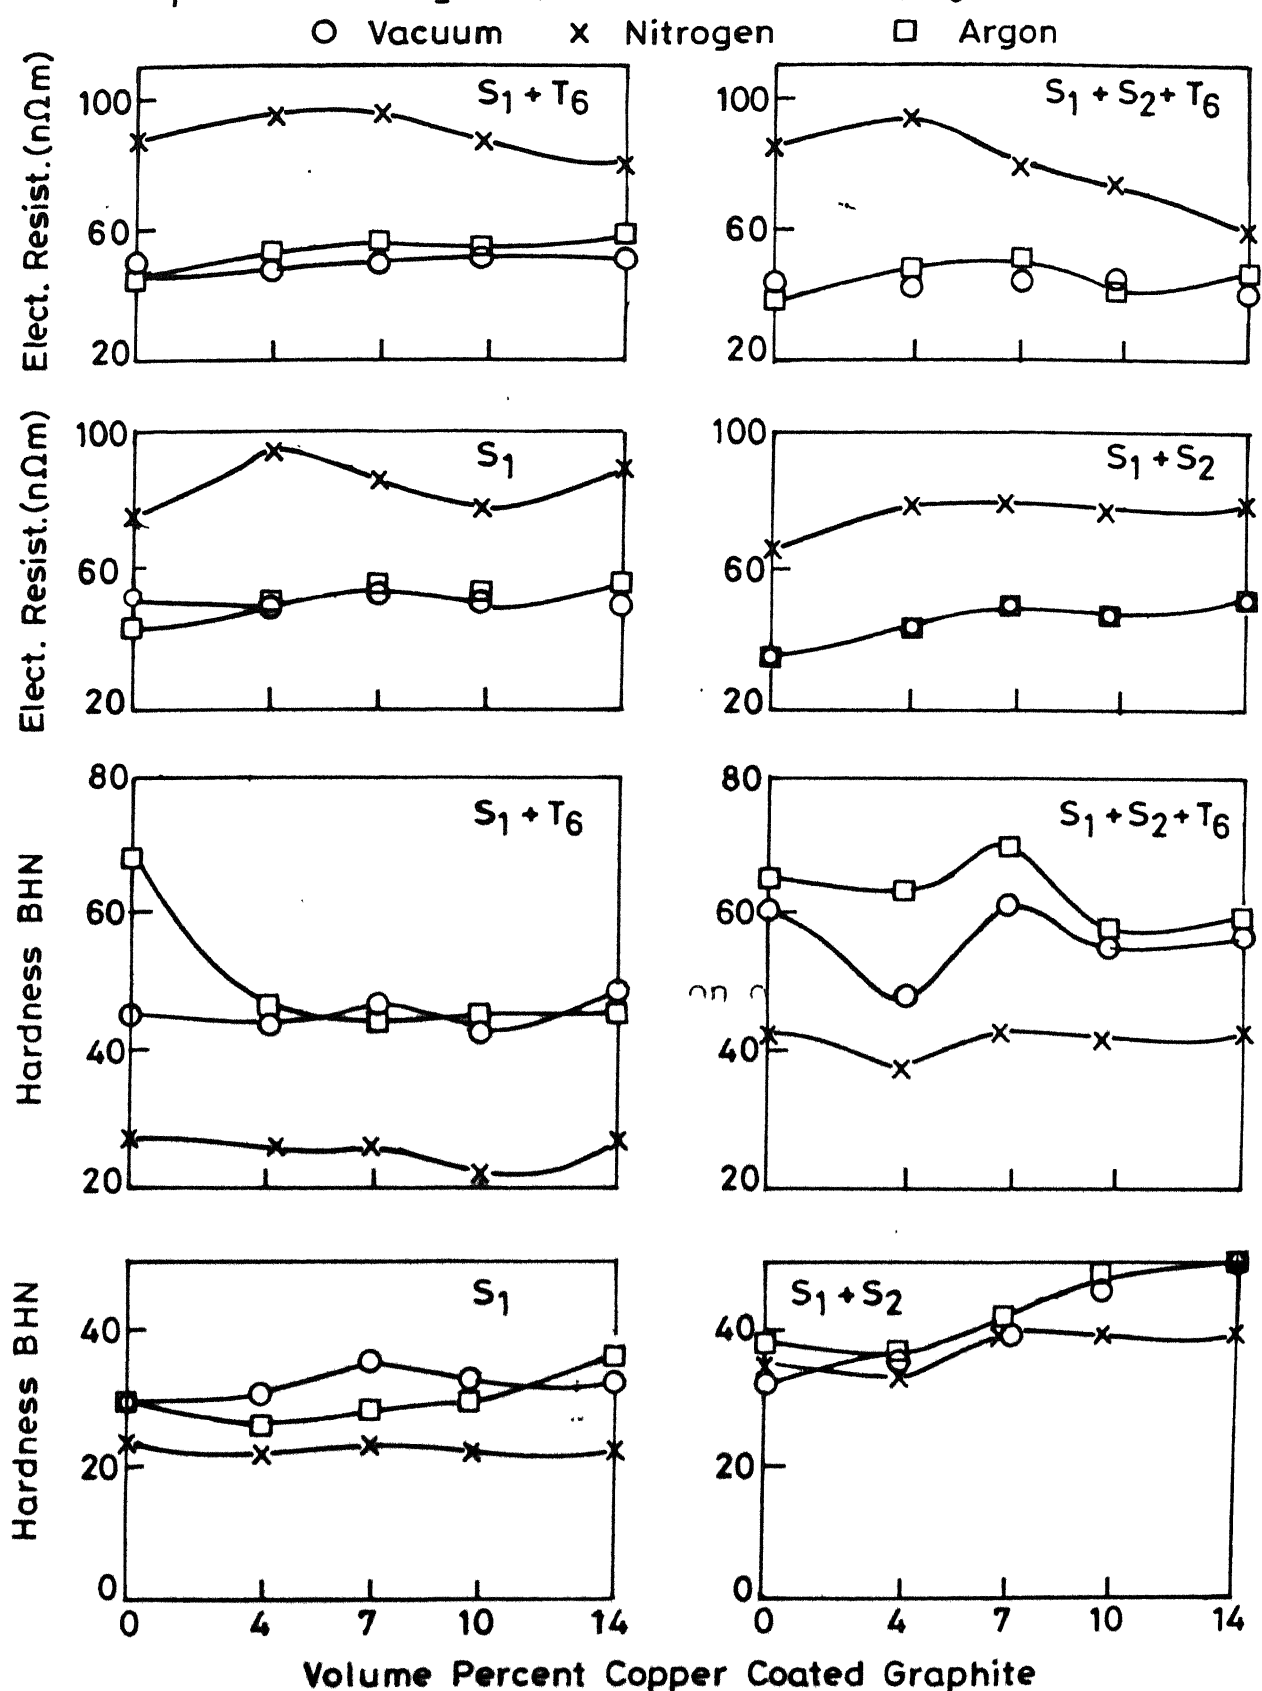 Vacuum Nitrogen Argon
Elect. Resist. (nΩm)
100
60
20
S1 + T6
100
60
20
S1 + S2 + T6
Elect. Resist. (nΩm)
100
60
20
S1
100
60
20
S1 + S2
Hardness BHN
80
60
40
20
S1 + T6
80
60
40
20
S1 + S2 + T6
Hardness BHN
40
20
0
S1
0 4 7 10 14
40
20
0
S1 + S2
0 4 7 10 14
Volume Percent Copper Coated Graphite